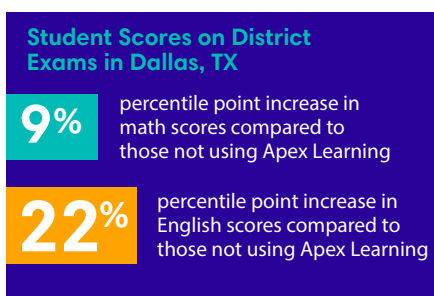 Student Scores on District
Exams in Dallas, TX
9%
percentile point increase in
math scores compared to
those not using Apex Learning
22%
percentile point increase in
English scores compared to
those not using Apex Learning